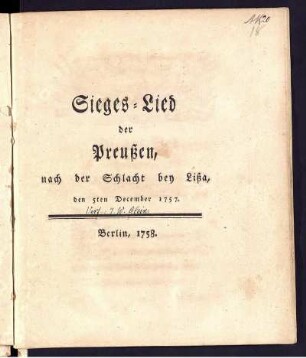 Sieges-Lied
der
Preußen,
nach der Schlacht bey Lißa,
den 5ten December 1757.
Berlin, 1758.